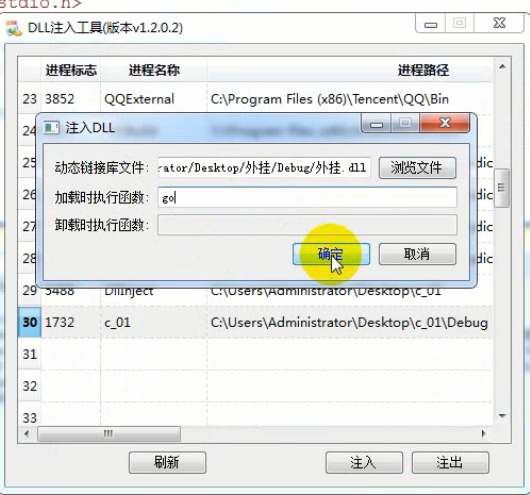 stdio.h>
DLL注入工具(版本v1.2.0.2)
进程标志 进程名称 进程路径
23 3852 QQExternal C:\Program Files (x86)\Tencent\QQ\Bin
24
注入DLL
25 dic
动态链接库文件: rator/Desktop/外挂/Debug/外挂.dll 浏览文件
26 加载时执行函数: go dic
27 卸载时执行函数: dic
28 确定 取消 dic
29 5488 DllInject C:\Users\Administrator\Desktop\c_01
30 1732 c_01 C:\Users\Administrator\Desktop\c_01\Debug
31
32
33
刷新 注入 注出